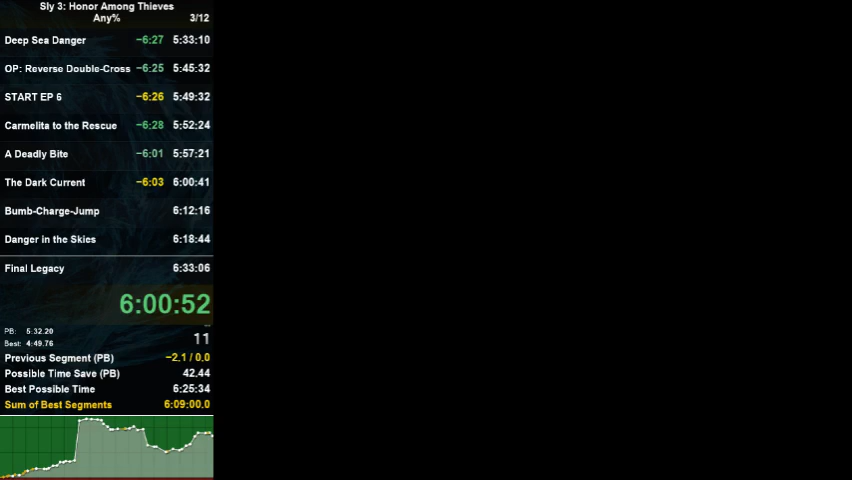 Sly 3: Honor Among Thieves
Any% 3/12
Deep Sea Danger −6:27 5:33:10
OP: Reverse Double-Cross −6:25 5:45:32
START EP 6 −6:26 5:49:32
Carmelita to the Rescue −6:28 5:52:24
A Deadly Bite −6:01 5:57:21
The Dark Current −6:03 6:00:41
Bumb-Charge-Jump 6:12:16
Danger in the Skies 6:18:44
Final Legacy 6:33:06
6:00:52
PB: 5:32.20
Best: 4:49.76
11
Previous Segment (PB) −2.1 / 0.0
Possible Time Save (PB) 42.44
Best Possible Time 6:25:34
Sum of Best Segments 6:09:00.0